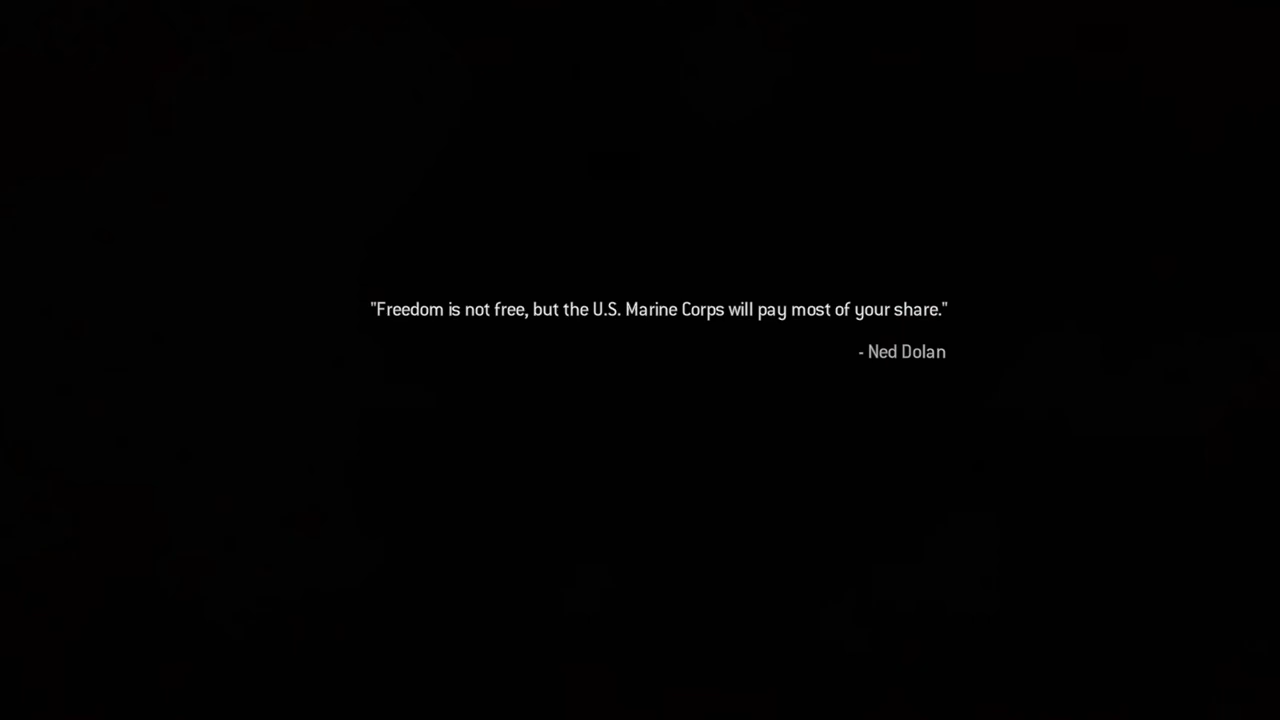 "Freedom is not free, but the U.S. Marine Corps will pay most of your share."
- Ned Dolan